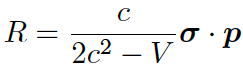 R = \frac{c}{2c^2 - V} \boldsymbol{\sigma} \cdot \boldsymbol{p}